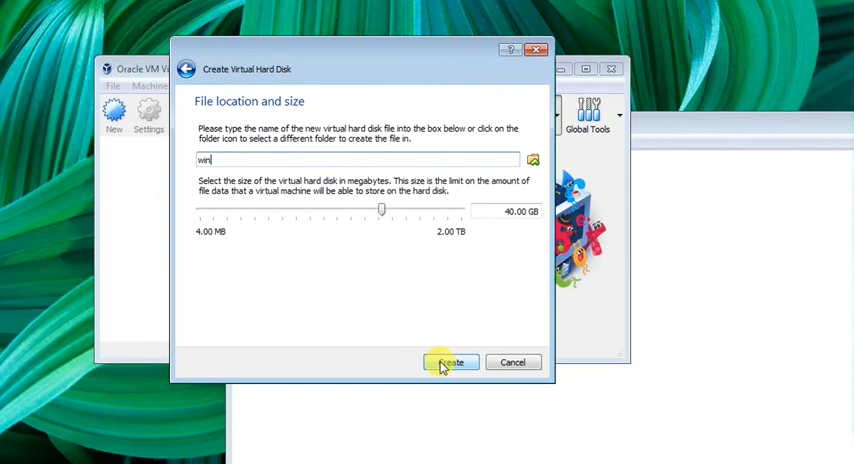 Oracle VM Vi
File Machine
New Settings
Global Tools
Create Virtual Hard Disk
File location and size
Please type the name of the new virtual hard disk file into the box below or click on the
folder icon to select a different folder to create the file in.
win
Select the size of the virtual hard disk in megabytes. This size is the limit on the amount of
file data that a virtual machine will be able to store on the hard disk.
40.00 GB
4.00 MB 2.00 TB
Create Cancel